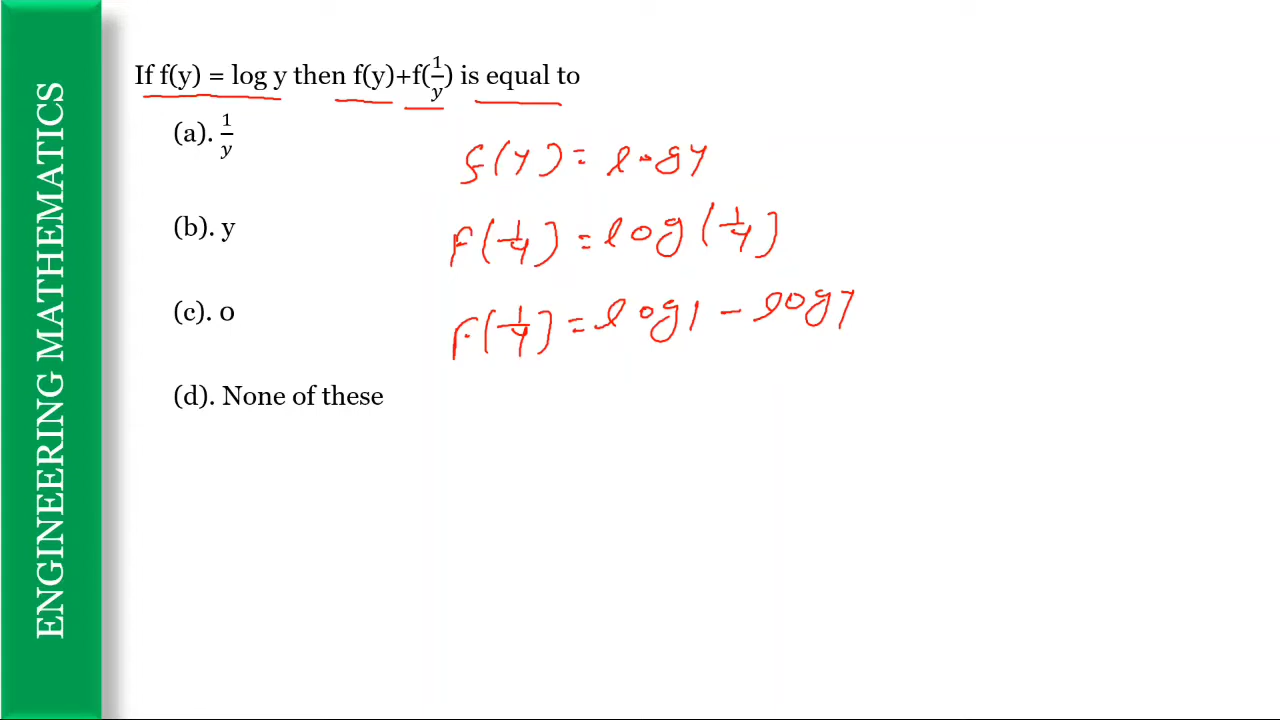 ENGINEERING MATHEMATICS
If f(y) = log y then f(y)+f(1/y) is equal to
(a). 1/y
(b). y
(c). 0
(d). None of these
f(y) = log y
F(1/y) = log(1/y)
F(1/y) = log 1 - log y